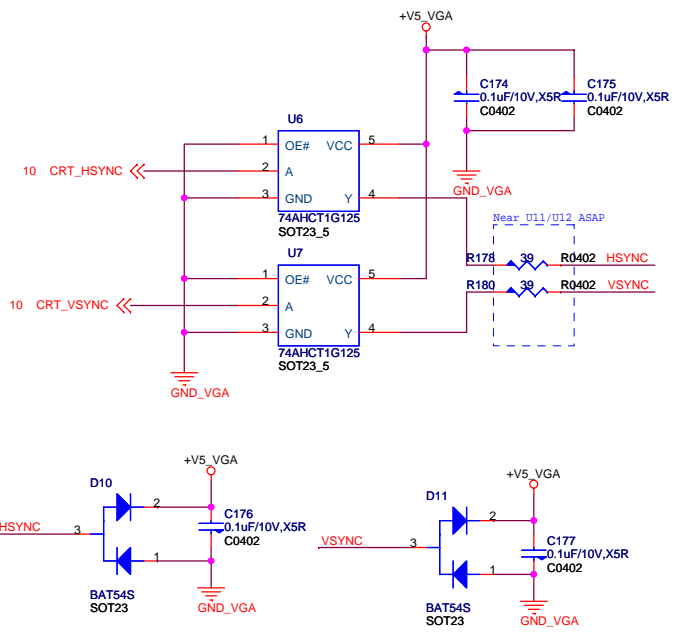 +V5_VGA
C174
0.1uF/10V,X5R
C0402
C175
0.1uF/10V,X5R
C0402
GND_VGA
U6
1 OE# VCC 5
10 CRT_HSYNC 2 A
3 GND Y 4
74AHCT1G125
SOT23_5
U7
1 OE# VCC 5
10 CRT_VSYNC 2 A
3 GND Y 4
74AHCT1G125
SOT23_5
GND_VGA
Near U11/U12 ASAP
R178 39 R0402 HSYNC
R180 39 R0402 VSYNC
+V5_VGA
D10
2
HSYNC 3
1
C176
0.1uF/10V,X5R
C0402
BAT54S
SOT23
GND_VGA
+V5_VGA
D11
2
VSYNC 3
1
C177
0.1uF/10V,X5R
C0402
BAT54S
SOT23
GND_VGA